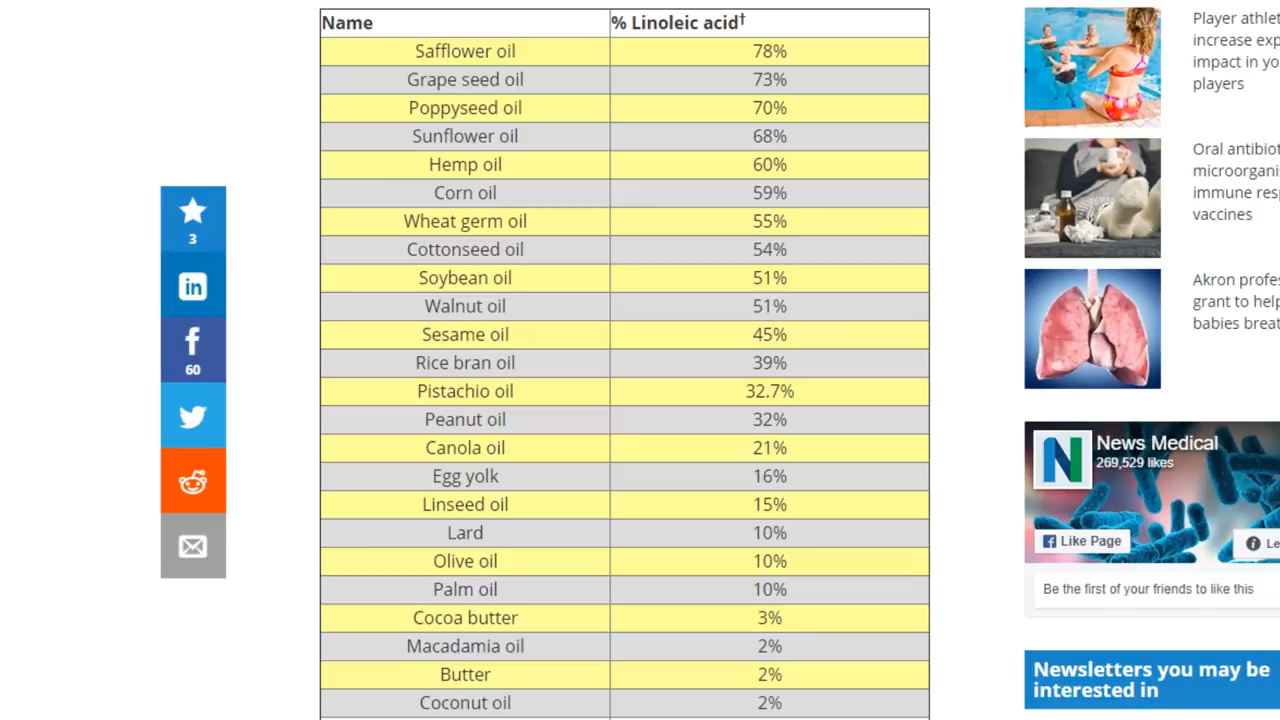 Name % Linoleic acid†
Safflower oil 78%
Grape seed oil 73%
Poppyseed oil 70%
Sunflower oil 68%
Hemp oil 60%
Corn oil 59%
Wheat germ oil 55%
Cottonseed oil 54%
Soybean oil 51%
Walnut oil 51%
Sesame oil 45%
Rice bran oil 39%
Pistachio oil 32.7%
Peanut oil 32%
Canola oil 21%
Egg yolk 16%
Linseed oil 15%
Lard 10%
Olive oil 10%
Palm oil 10%
Cocoa butter 3%
Macadamia oil 2%
Butter 2%
Coconut oil 2%
3
in
f
60
Player athlet
increase exp
impact in yo
players
Oral antibiot
microorgani
immune resp
vaccines
Akron profes
grant to help
babies breat
N
News Medical
269,529 likes
f Like Page
i Le
Be the first of your friends to like this
Newsletters you may be
interested in